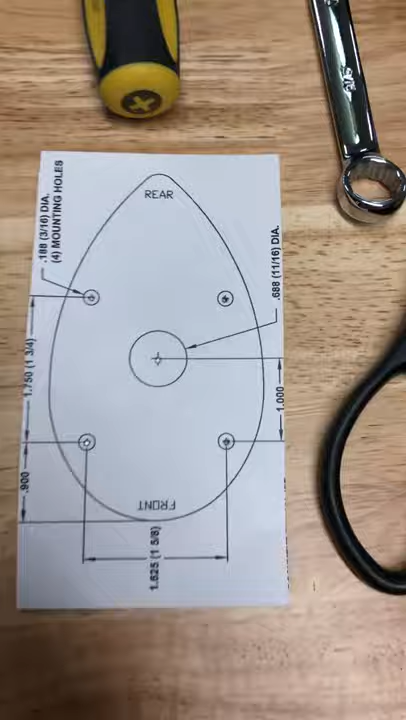 REAR
.188 (3/16) DIA.
(4) MOUNTING HOLES
.688 (11/16) DIA.
1.750 (1 3/4)
1.000
.900
FRONT
1.625 (1 5/8)